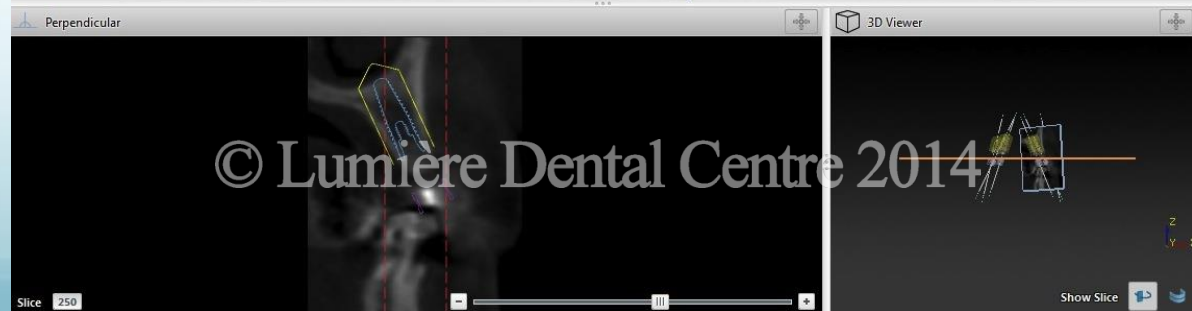 Perpendicular
3D Viewer
© Lumiere Dental Centre 2014
Z
Y
Slice 250
Show Slice